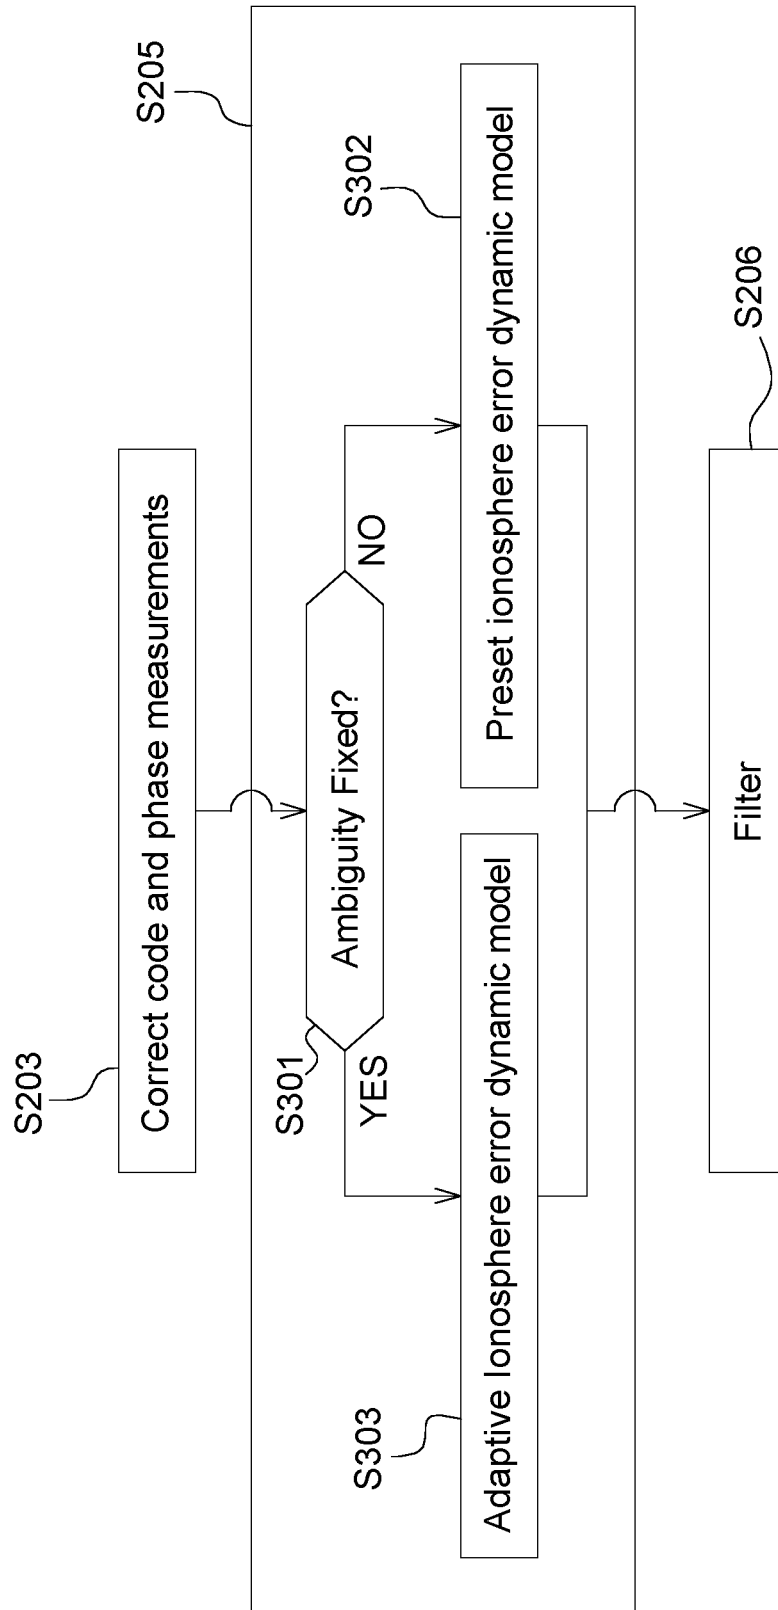 S203
Correct code and phase measurements
S205
S301
Ambiguity Fixed?
YES
NO
S303
Adaptive Ionosphere error dynamic model
S302
Preset ionosphere error dynamic model
Filter
S206